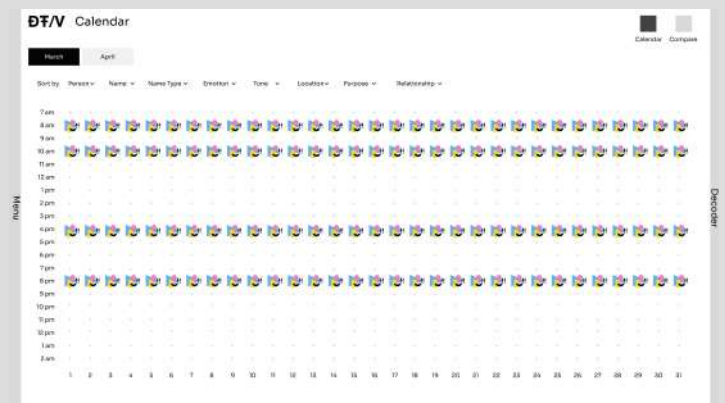 ĐŦ/V Calendar
Calendar Compare
March April
Sort by Person Name Name Type Emotion Tone Location Purpose Relationship
7 am
8 am
9 am
10 am
11 am
12 am
1 pm
2 pm
3 pm
4 pm
5 pm
6 pm
7 pm
8 pm
9 pm
10 pm
11 pm
12 pm
1 am
2 am
1 2 3 4 5 6 7 8 9 10 11 12 13 14 15 16 17 18 19 20 21 22 23 24 25 26 27 28 29 30 31
Menu
Decoder